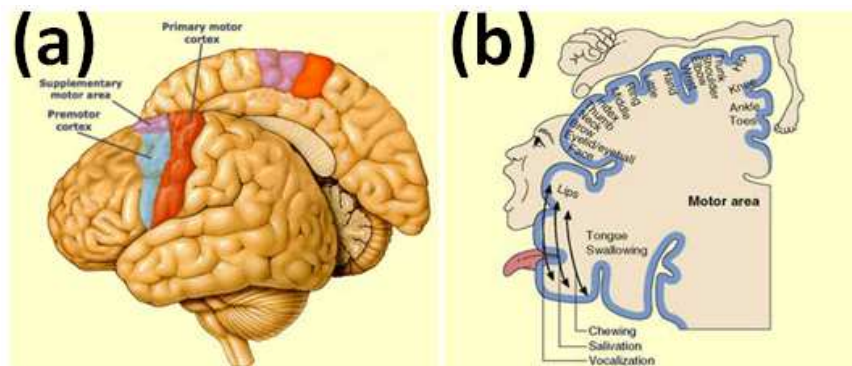 (a)
Primary motor
cortex
Supplementary
motor area
Premotor
cortex
(b)
Toes
Ankle
Knee
Hip
Trunk
Shoulder
Elbow
Wrist
Hand
Little
Ring
Middle
Index
Thumb
Neck
Brow
Eyelid/eyeball
Face
Lips
Motor area
Tongue
Swallowing
Chewing
Salivation
Vocalization